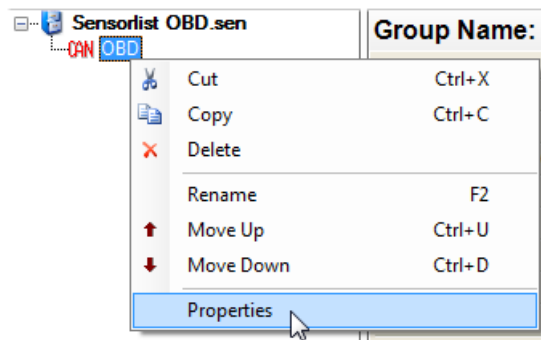 Sensorlist OBD.sen
CAN OBD
Group Name:
Cut Ctrl+X
Copy Ctrl+C
Delete
Rename F2
Move Up Ctrl+U
Move Down Ctrl+D
Properties